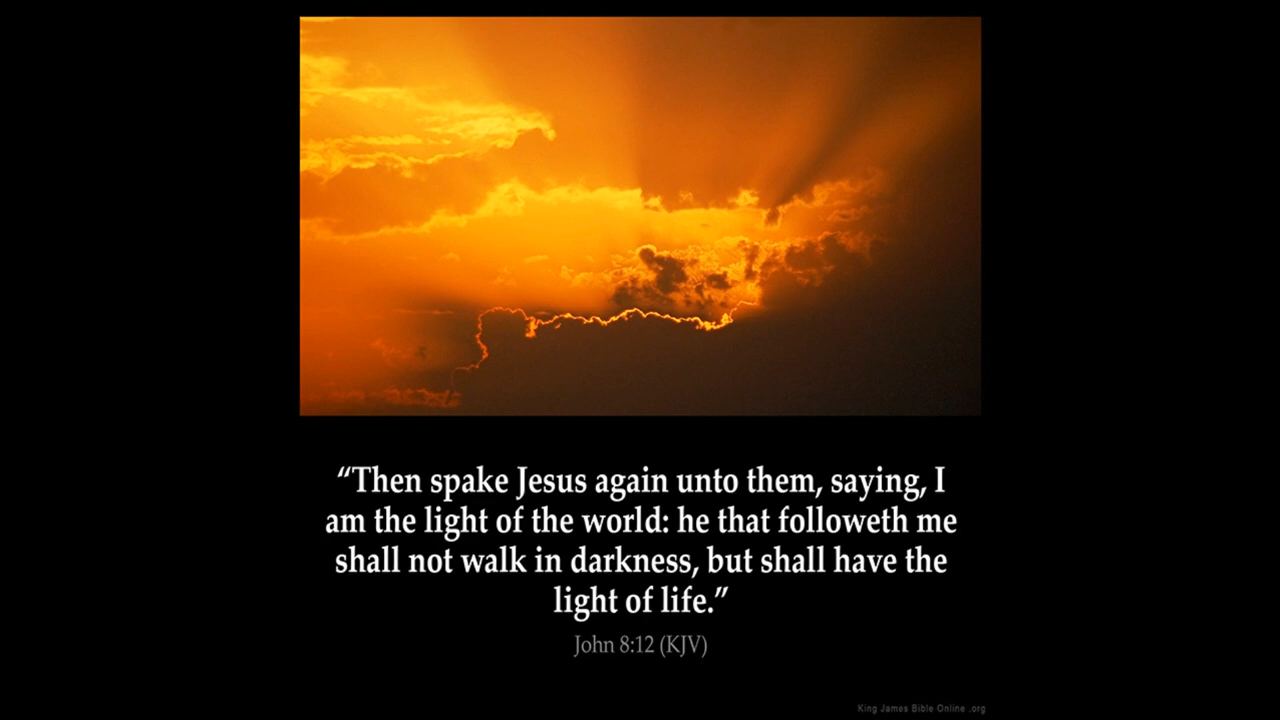 “Then spake Jesus again unto them, saying, I
am the light of the world: he that followeth me
shall not walk in darkness, but shall have the
light of life.”
John 8:12 (KJV)
King James Bible Online .org